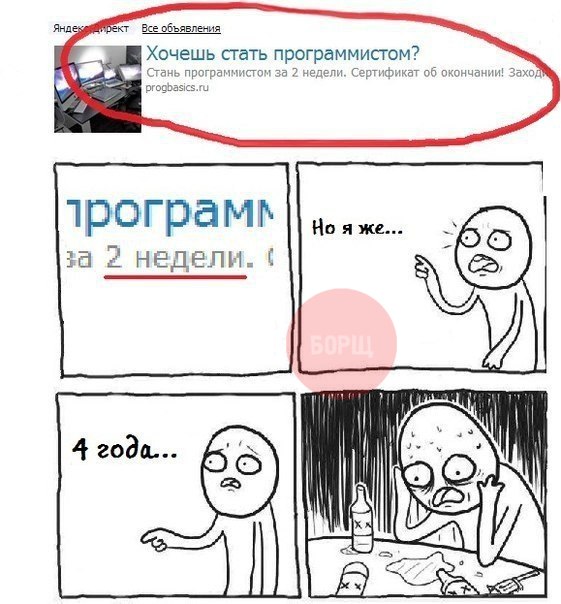 Яндекс.Директ Все объявления
Хочешь стать программистом?
Стань программистом за 2 недели. Сертификат об окончании! Заходи
progbasics.ru
программ
за 2 недели. С
Но я же...
БОРЩ
4 года...